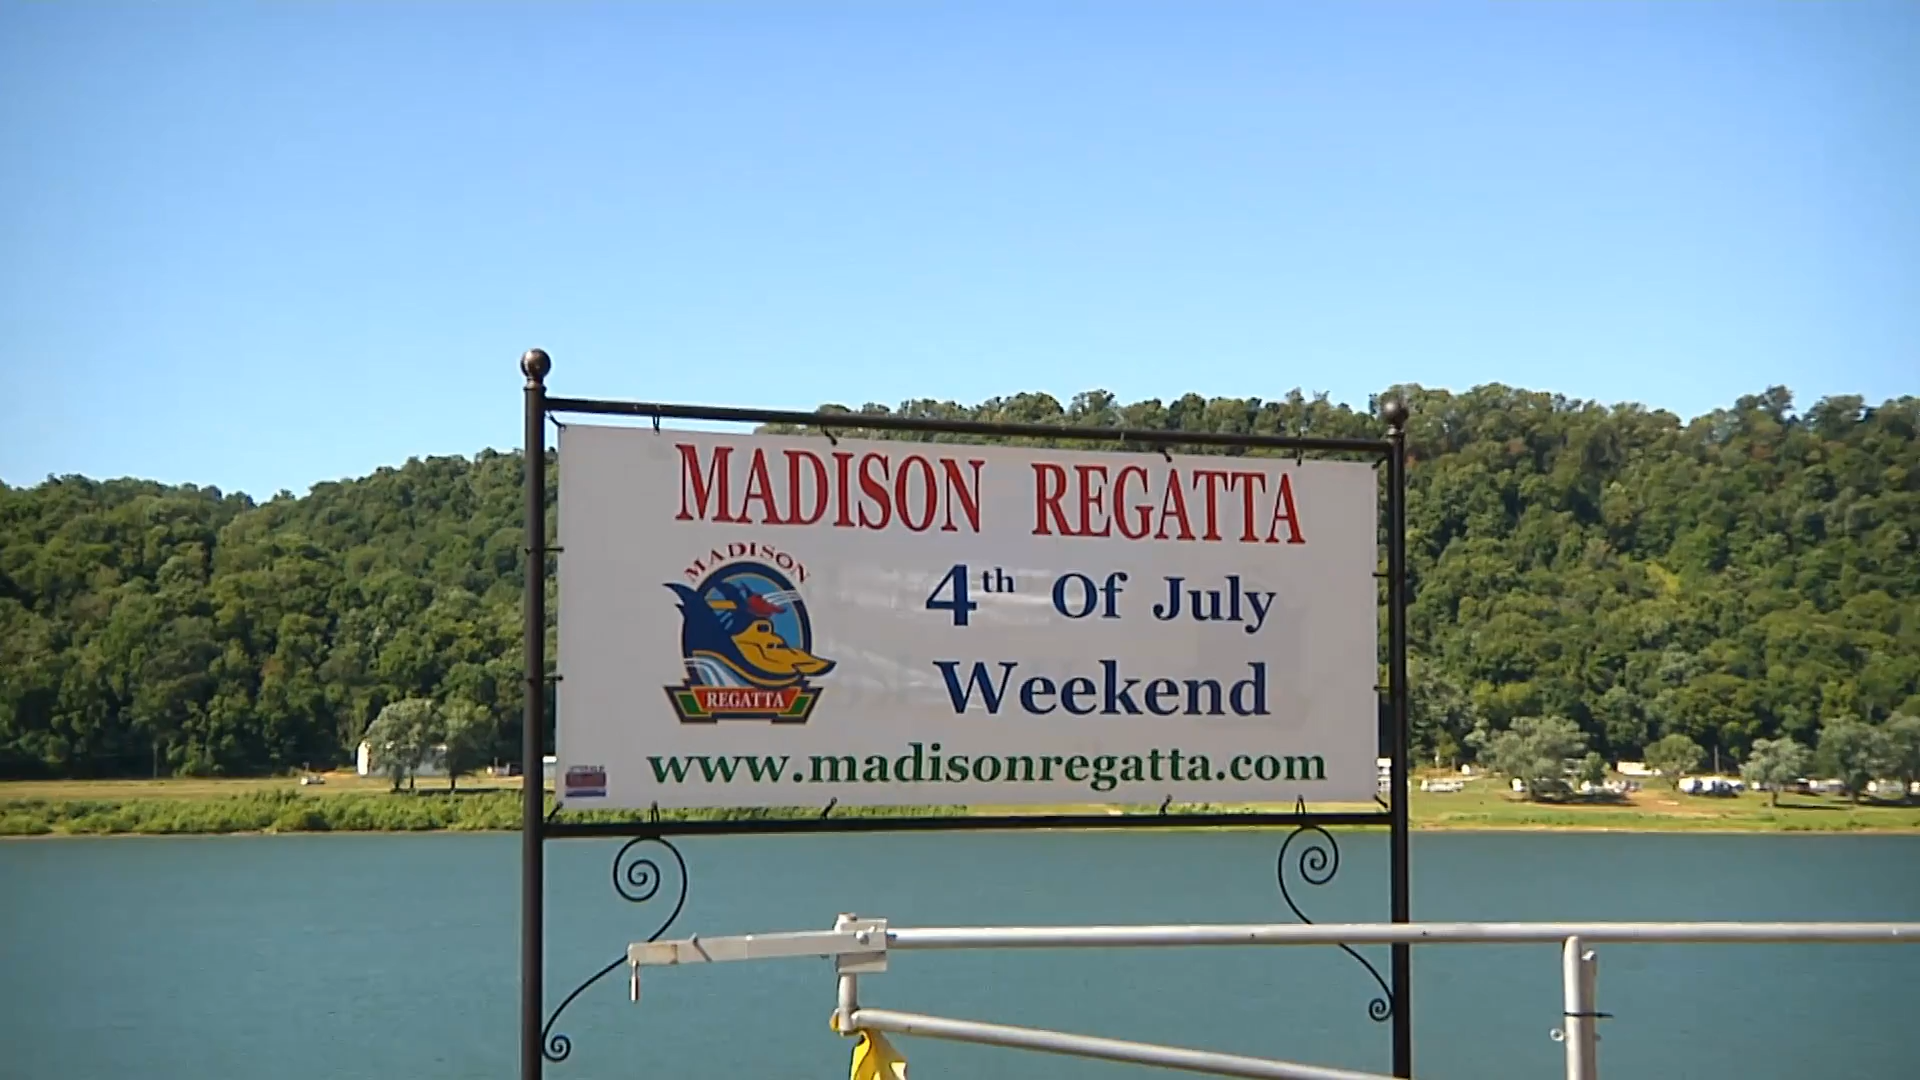 MADISON REGATTA
MADISON
REGATTA
4th Of July
Weekend
www.madisonregatta.com